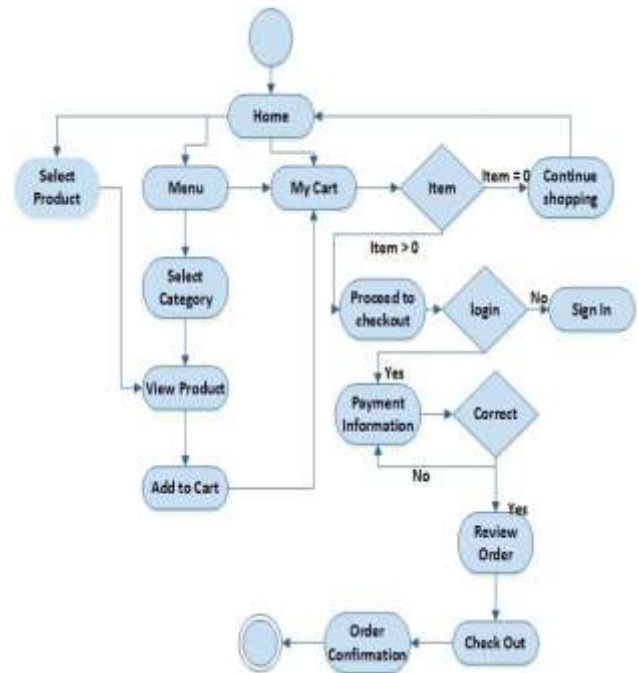 Home
Select
Product
Menu
My Cart
Item
Item = 0
Continue
shopping
Item > 0
Select
Category
Proceed to
checkout
login
No
Sign In
Yes
View Product
Payment
Information
Correct
No
Add to Cart
Yes
Review
Order
Order
Confirmation
Check Out